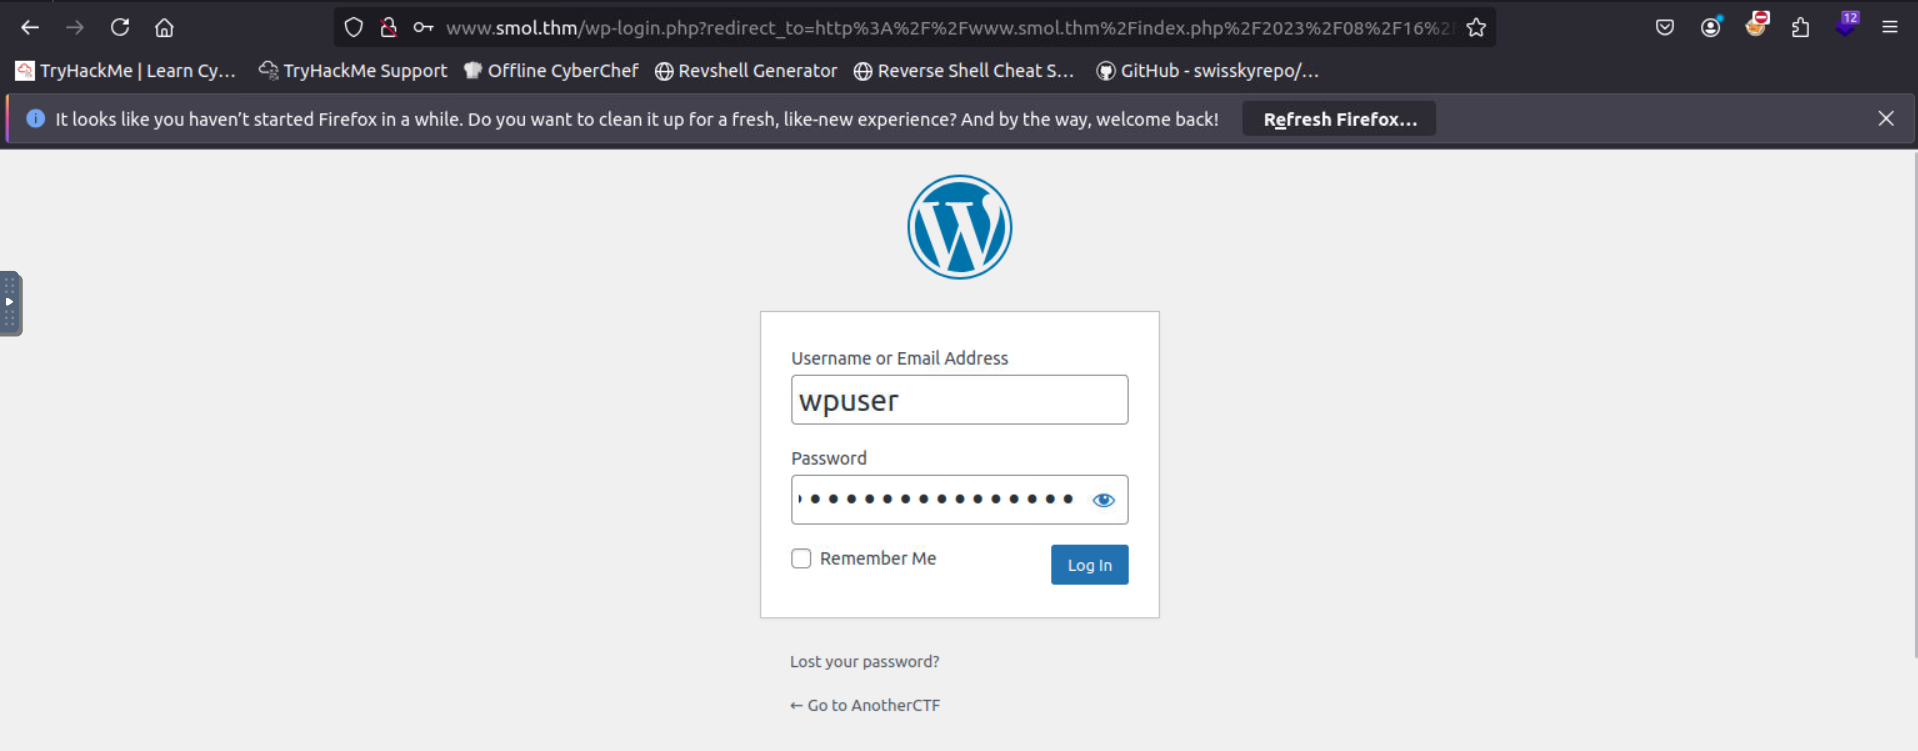 www.smol.thm/wp-login.php?redirect_to=http%3A%2F%2Fwww.smol.thm%2Findex.php%2F2023%2F08%2F16%2
12
TryHackMe | Learn Cy… TryHackMe Support Offline CyberChef Revshell Generator Reverse Shell Cheat S… GitHub - swisskyrepo/…
It looks like you haven’t started Firefox in a while. Do you want to clean it up for a fresh, like-new experience? And by the way, welcome back! Refresh Firefox…
Username or Email Address
wpuser
Password
Remember Me Log In
Lost your password?
← Go to AnotherCTF